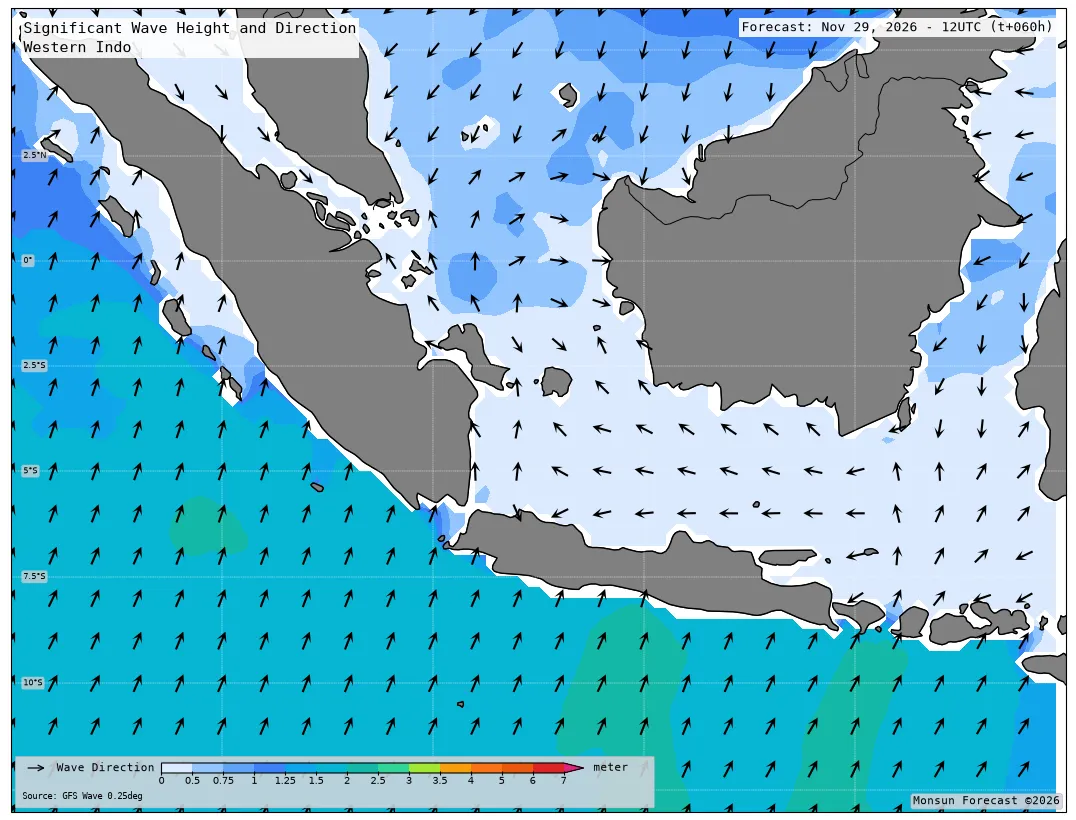 Significant Wave Height and Direction
Western Indo
Forecast: Nov 29, 2026 - 12UTC (t+060h)
2.5°N
0°
2.5°S
5°S
7.5°S
10°S
Wave Direction
meter
0 0.5 0.75 1 1.25 1.5 2 2.5 3 3.5 4 5 6 7
Source: GFS Wave 0.25deg
Monsun Forecast ©2026